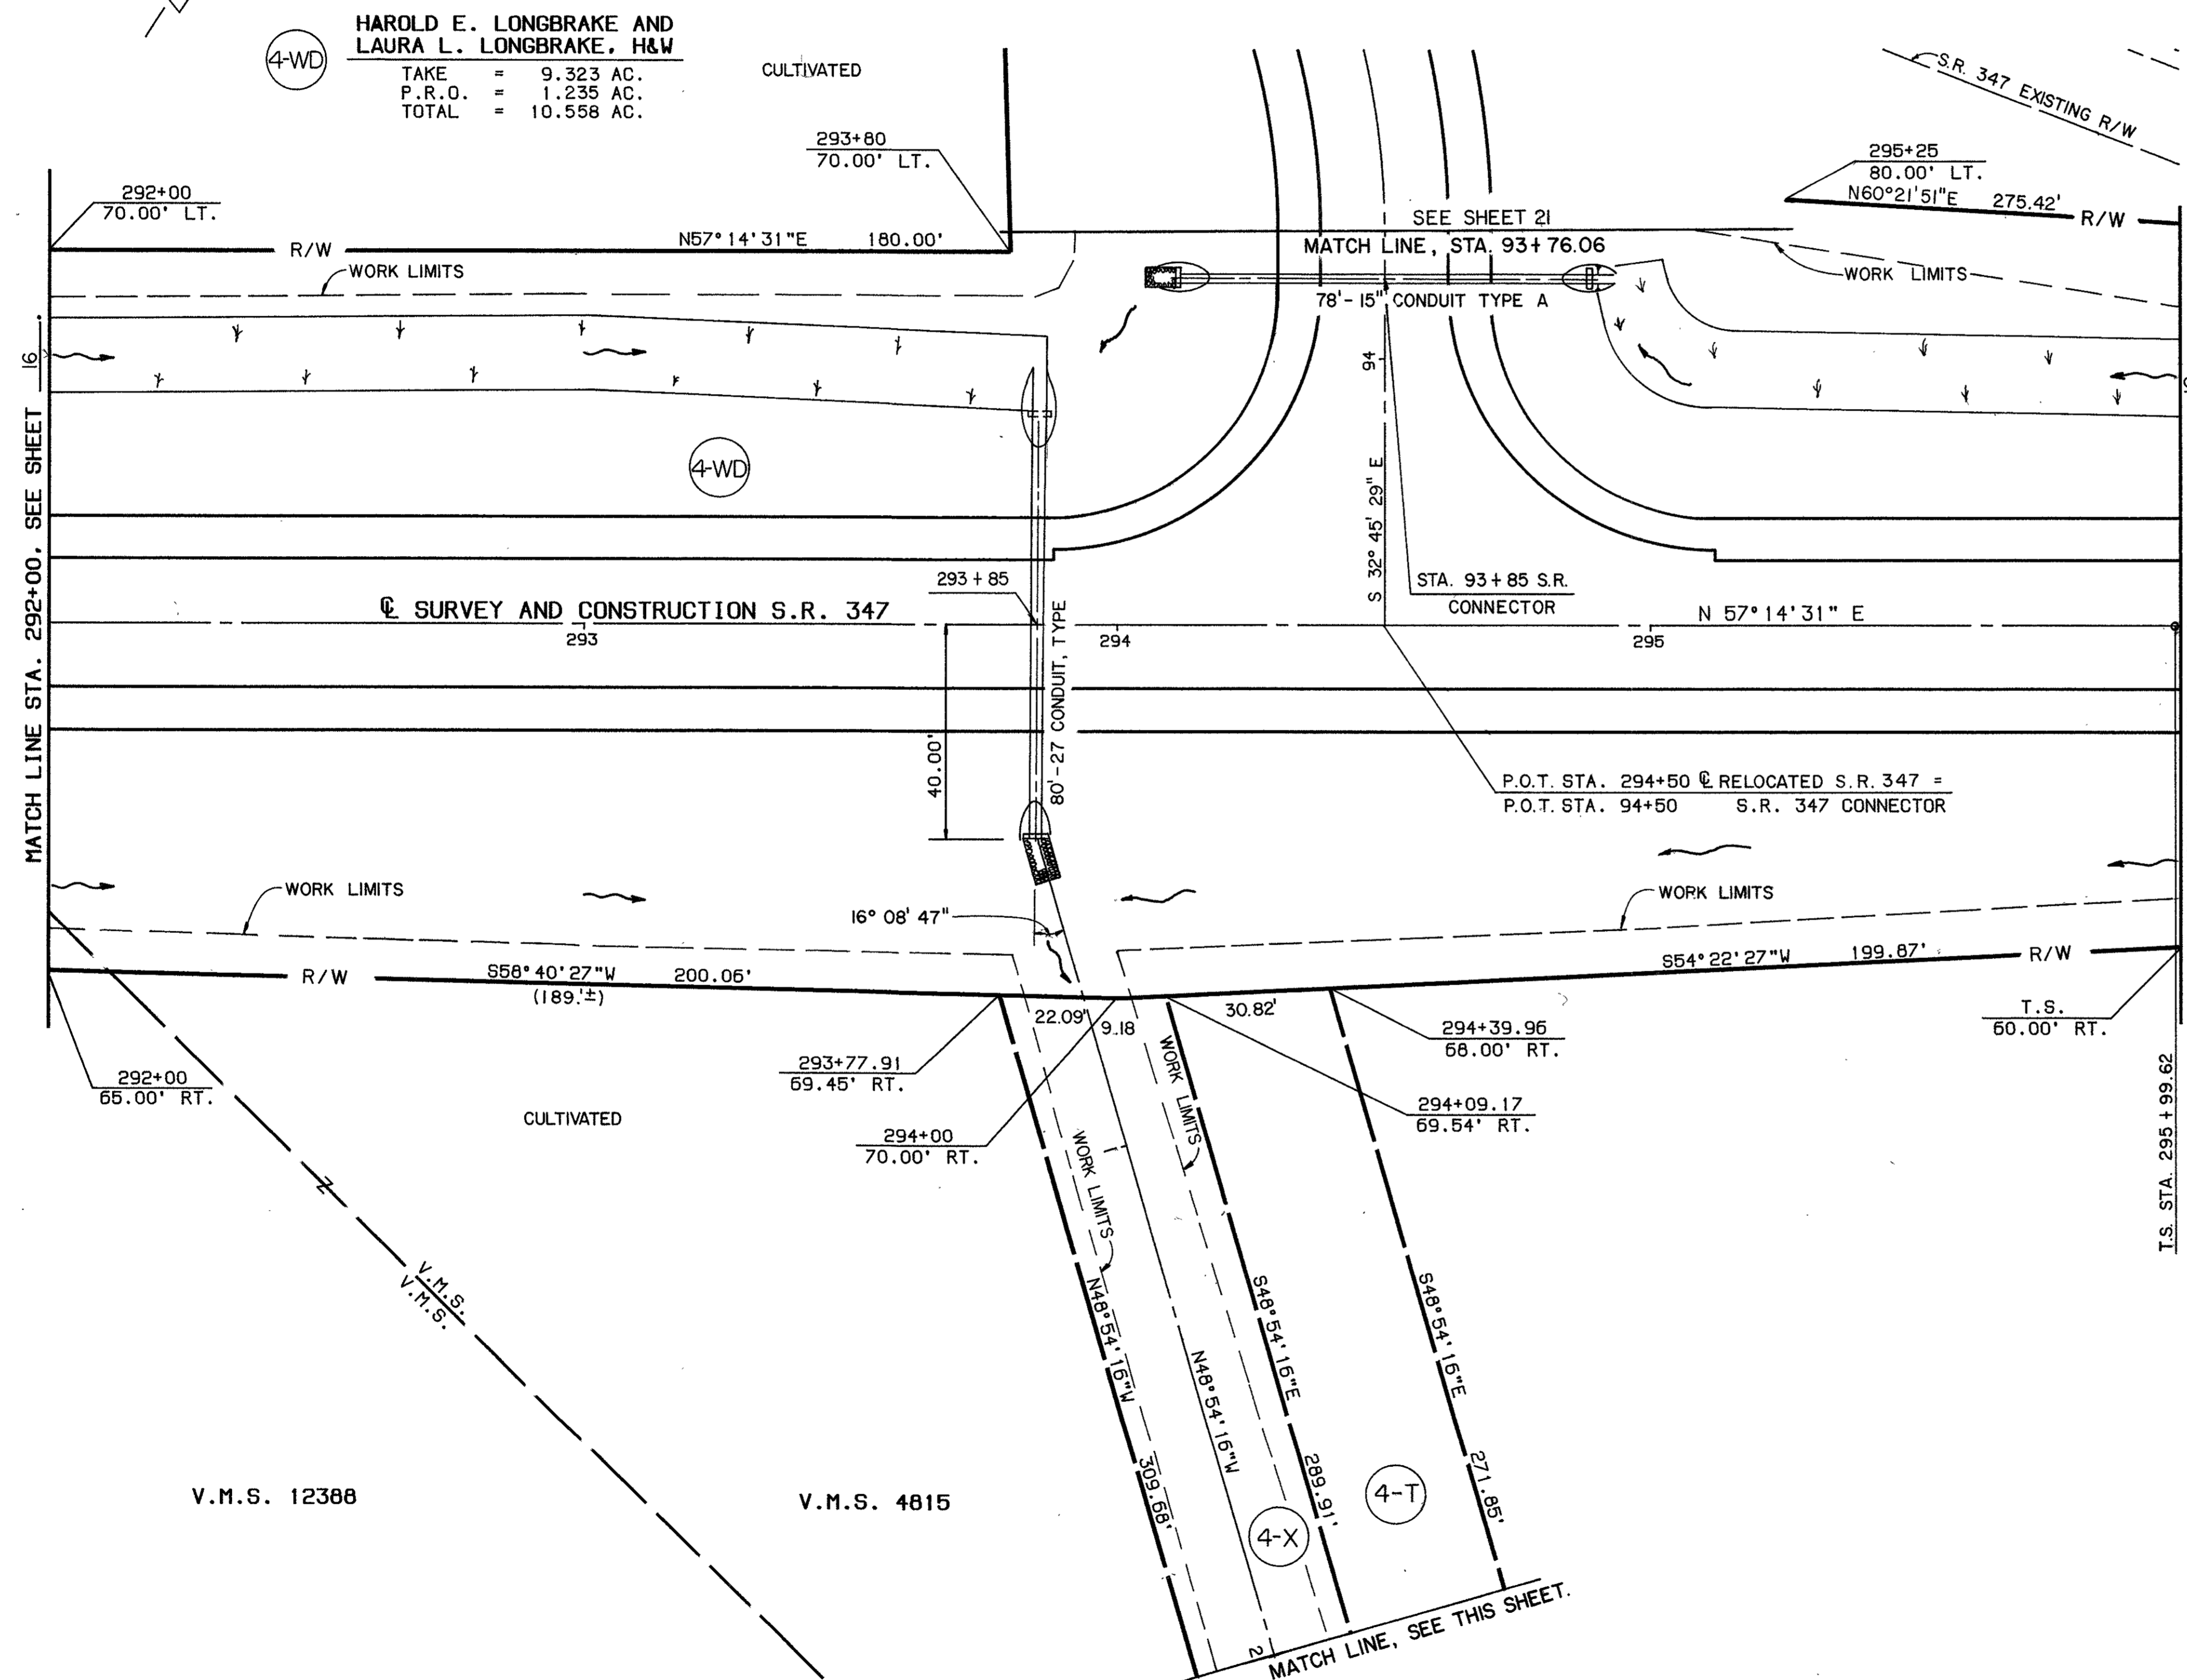 HAROLD E. LONGBRAKE AND
LAURA L. LONGBRAKE, H&W
4-WD
TAKE = 9.323 AC.
P.R.O. = 1.235 AC.
TOTAL = 10.558 AC.
CULTIVATED
S.R. 347 EXISTING R/W
293+80
70.00' LT.
295+25
80.00' LT.
N60°21'51"E 275.42'
R/W
292+00
70.00' LT.
R/W
N57°14'31"E 180.00'
SEE SHEET 21
MATCH LINE, STA. 93+76.06
WORK LIMITS
WORK LIMITS
78'-15" CONDUIT TYPE A
94
MATCH LINE STA. 292+00, SEE SHEET 16
4-WD
S 32° 45' 29" E
293 + 85
STA. 93+85 S.R.
CONNECTOR
℄ SURVEY AND CONSTRUCTION S.R. 347
N 57° 14' 31" E
293
294
295
80'-27 CONDUIT, TYPE
40.00'
P.O.T. STA. 294+50 ℄ RELOCATED S.R. 347 =
P.O.T. STA. 94+50 S.R. 347 CONNECTOR
WORK LIMITS
WORK LIMITS
16° 08' 47"
R/W
S58°40'27"W 200.06'
(189.'±)
S54°22'27"W 199.87'
R/W
22.09'
9.18
30.82'
T.S.
60.00' RT.
294+39.96
68.00' RT.
293+77.91
69.45' RT.
292+00
65.00' RT.
294+09.17
69.54' RT.
CULTIVATED
294+00
70.00' RT.
WORK LIMITS
WORK LIMITS
1
T.S. STA. 295 + 99.62
V.M.S.
V.M.S.
N48°54'16"W
309.68'
N48°54'16"W
S48°54'16"E
289.91'
S48°54'16"E
271.85'
V.M.S. 12388
V.M.S. 4815
4-T
4-X
2
MATCH LINE, SEE THIS SHEET.